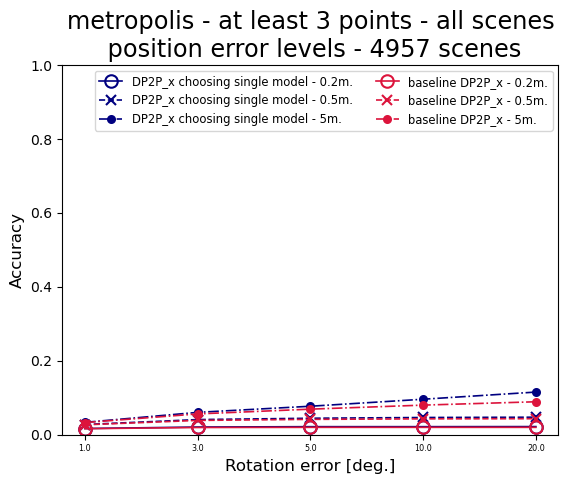 metropolis - at least 3 points - all scenes
position error levels - 4957 scenes
DP2P_x choosing single model - 0.2m.
DP2P_x choosing single model - 0.5m.
DP2P_x choosing single model - 5m.
baseline DP2P_x - 0.2m.
baseline DP2P_x - 0.5m.
baseline DP2P_x - 5m.
Accuracy
1.0
0.8
0.6
0.4
0.2
0.0
1.0
3.0
5.0
10.0
20.0
Rotation error [deg.]